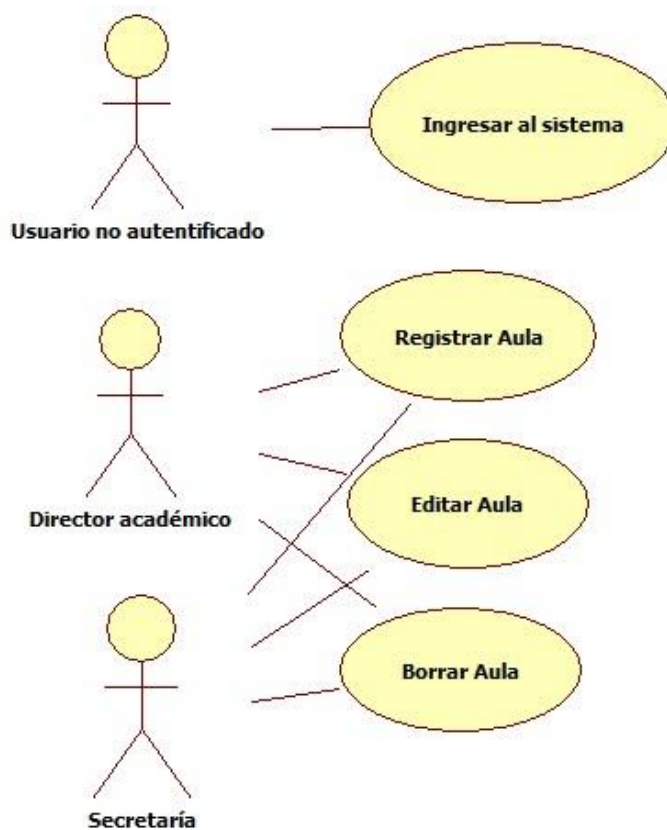 Ingresar al sistema
Usuario no autentificado
Registrar Aula
Director académico
Editar Aula
Borrar Aula
Secretaría